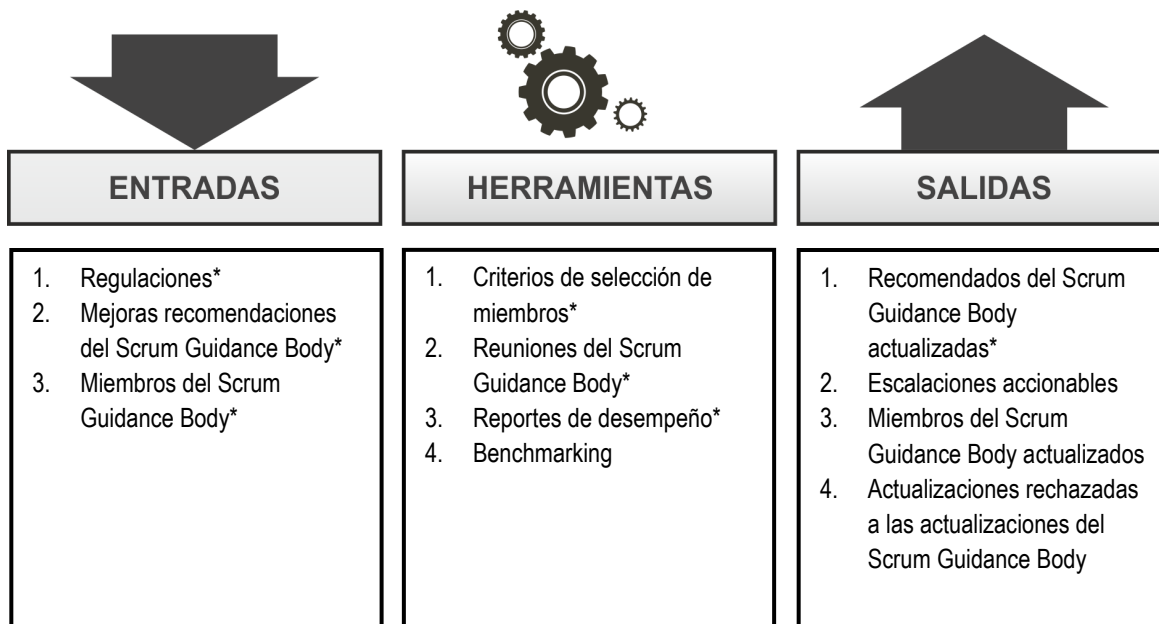 ENTRADAS
1. Regulaciones*
2. Mejoras recomendaciones
del Scrum Guidance Body*
3. Miembros del Scrum
Guidance Body*
HERRAMIENTAS
1. Criterios de selección de
miembros*
2. Reuniones del Scrum
Guidance Body*
3. Reportes de desempeño*
4. Benchmarking
SALIDAS
1. Recomendados del Scrum
Guidance Body
actualizadas*
2. Escalaciones accionables
3. Miembros del Scrum
Guidance Body actualizados
4. Actualizaciones rechazadas
a las actualizaciones del
Scrum Guidance Body